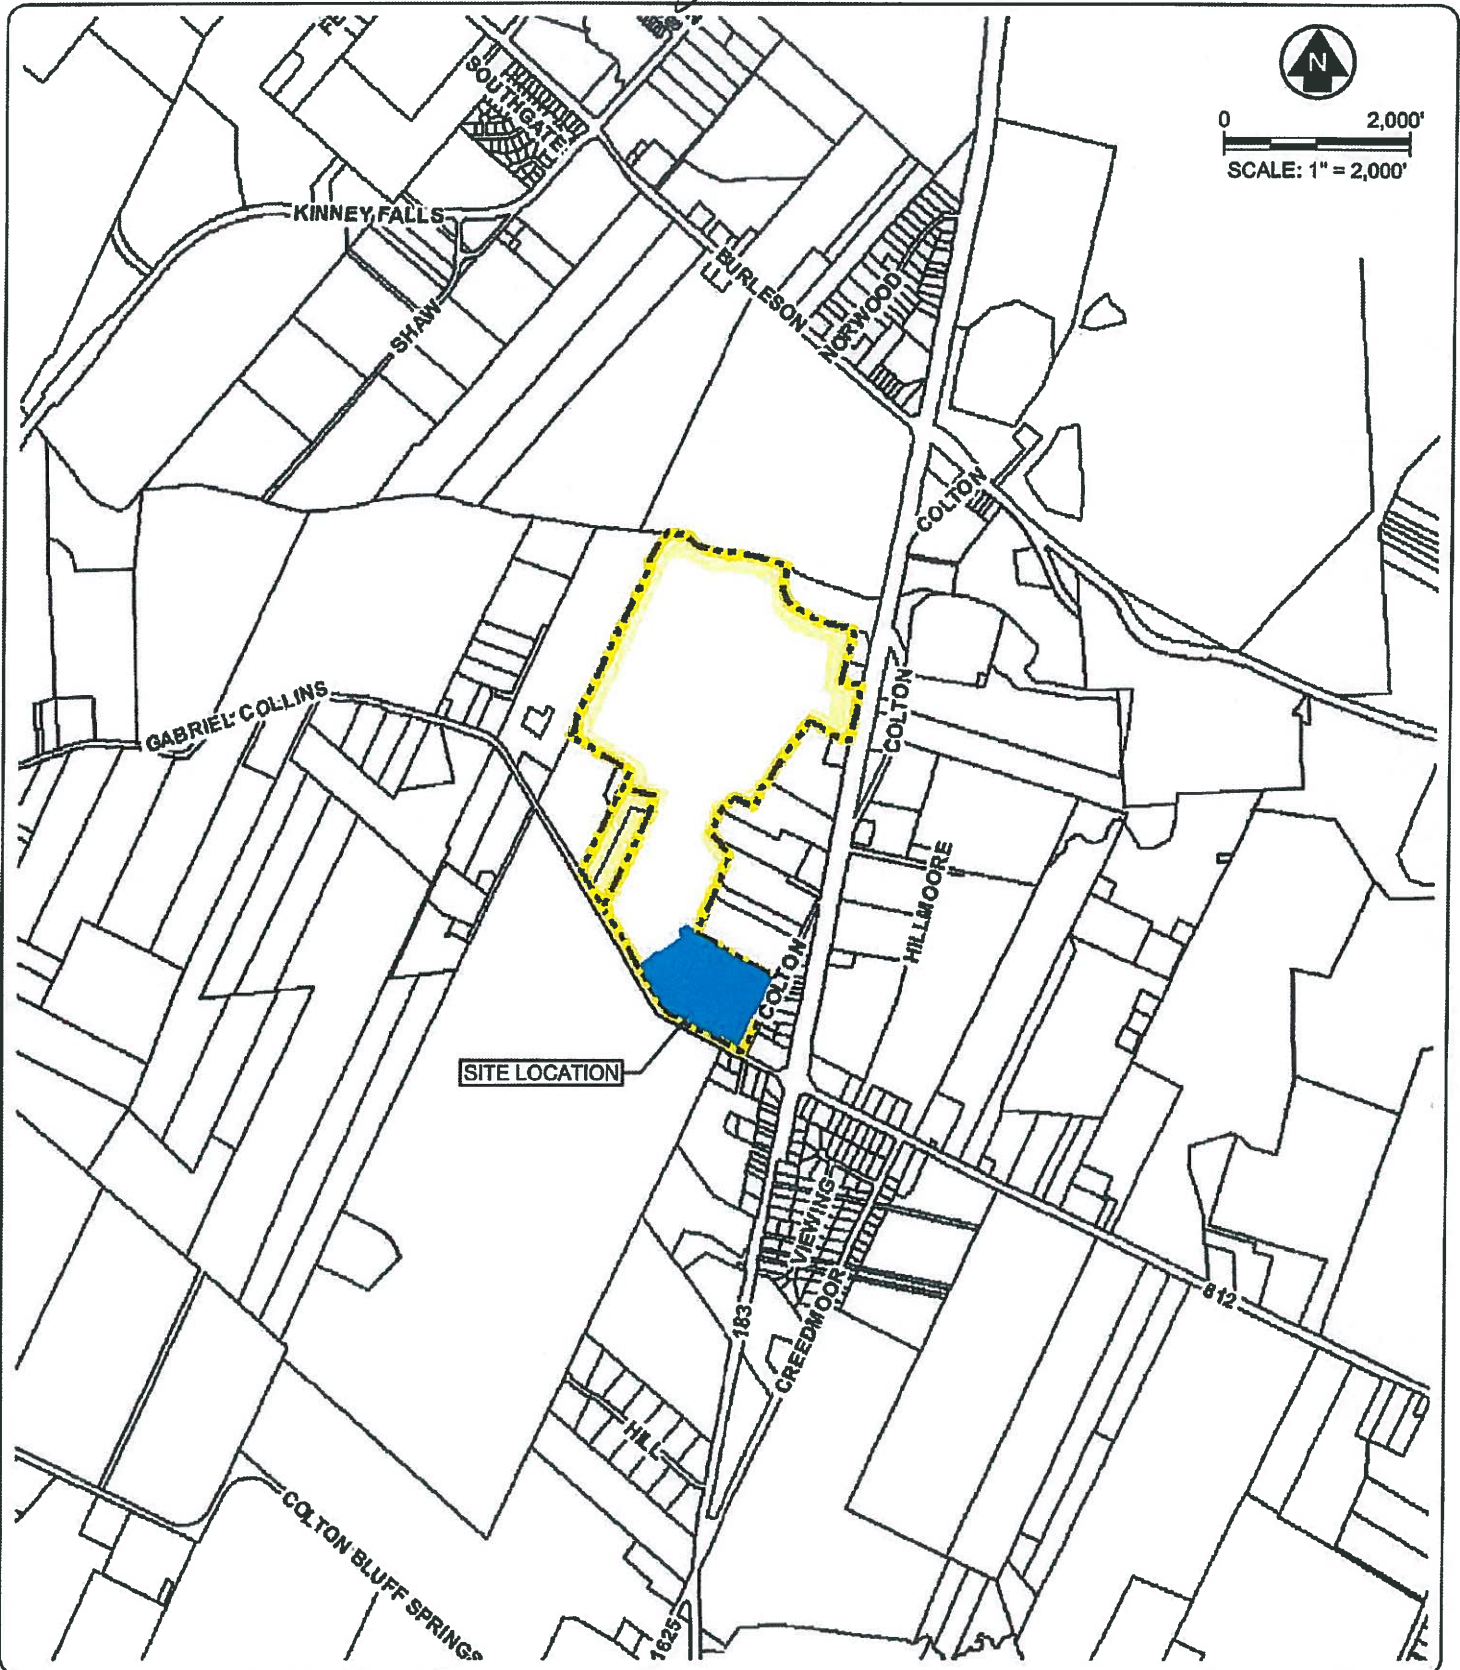 N
0 2,000'
SCALE: 1" = 2,000'
SOUTHGATE
KINNEY FALLS
SHAW
BURLESON
NORWOOD
COLTON
GABRIEL COLLINS
COLTON
HILLMOORE
COLTON
SITE LOCATION
VIEWING
812
183
CREEDMOOR
HILL
COLTON BLUFF SPRINGS
1625